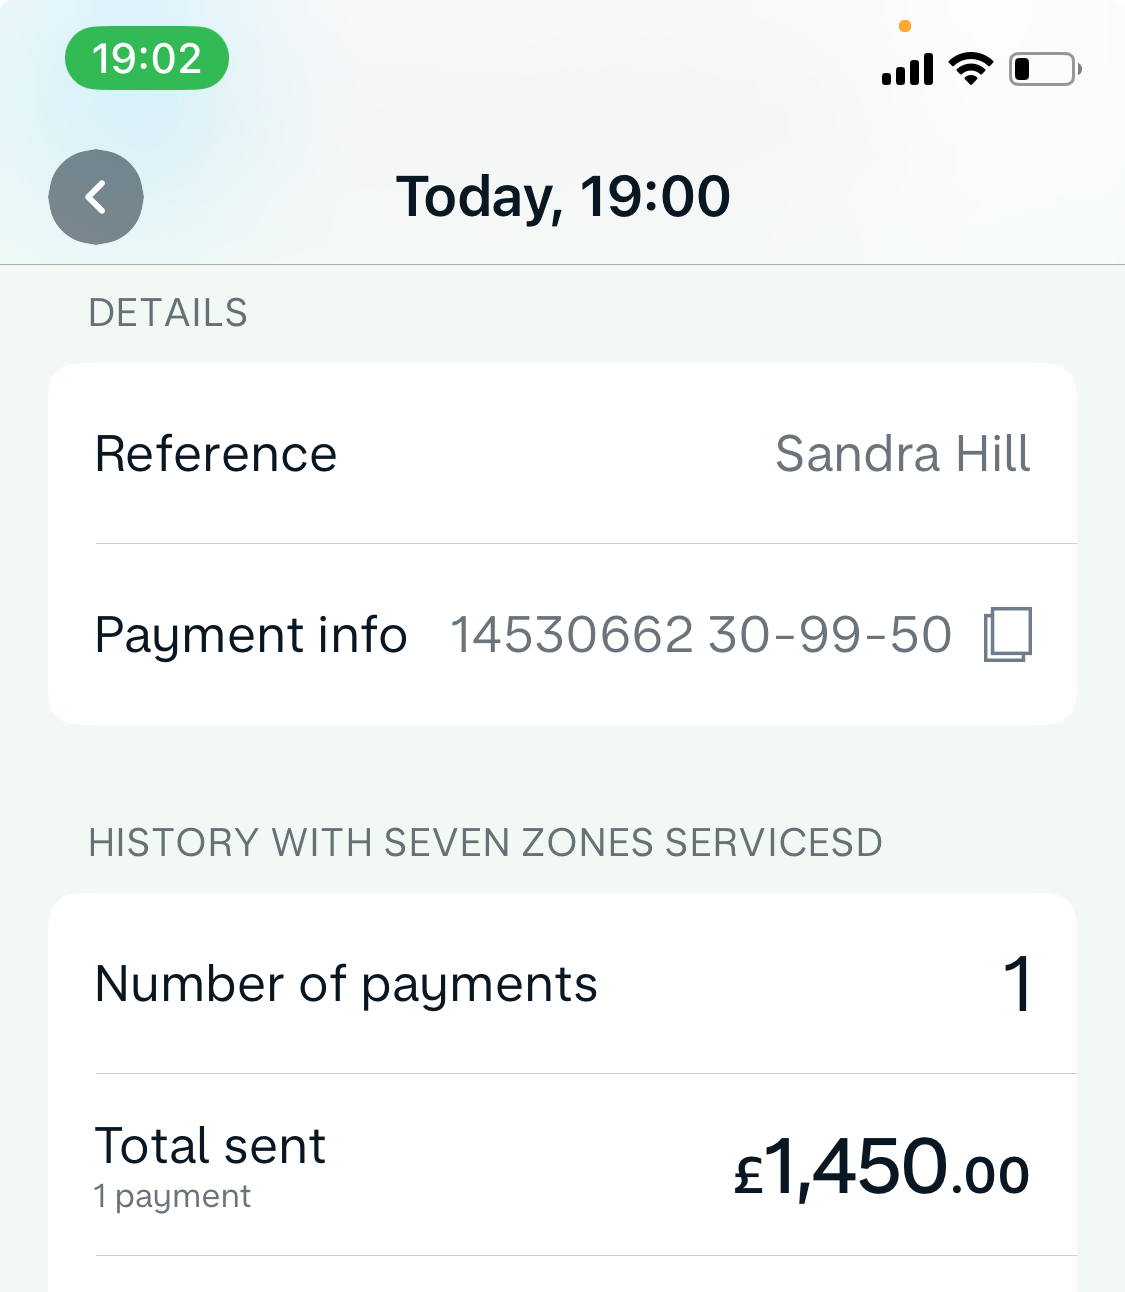 19:02
Today, 19:00
DETAILS
Reference Sandra Hill
Payment info 14530662 30-99-50
HISTORY WITH SEVEN ZONES SERVICESD
Number of payments 1
Total sent £1,450.00
1 payment